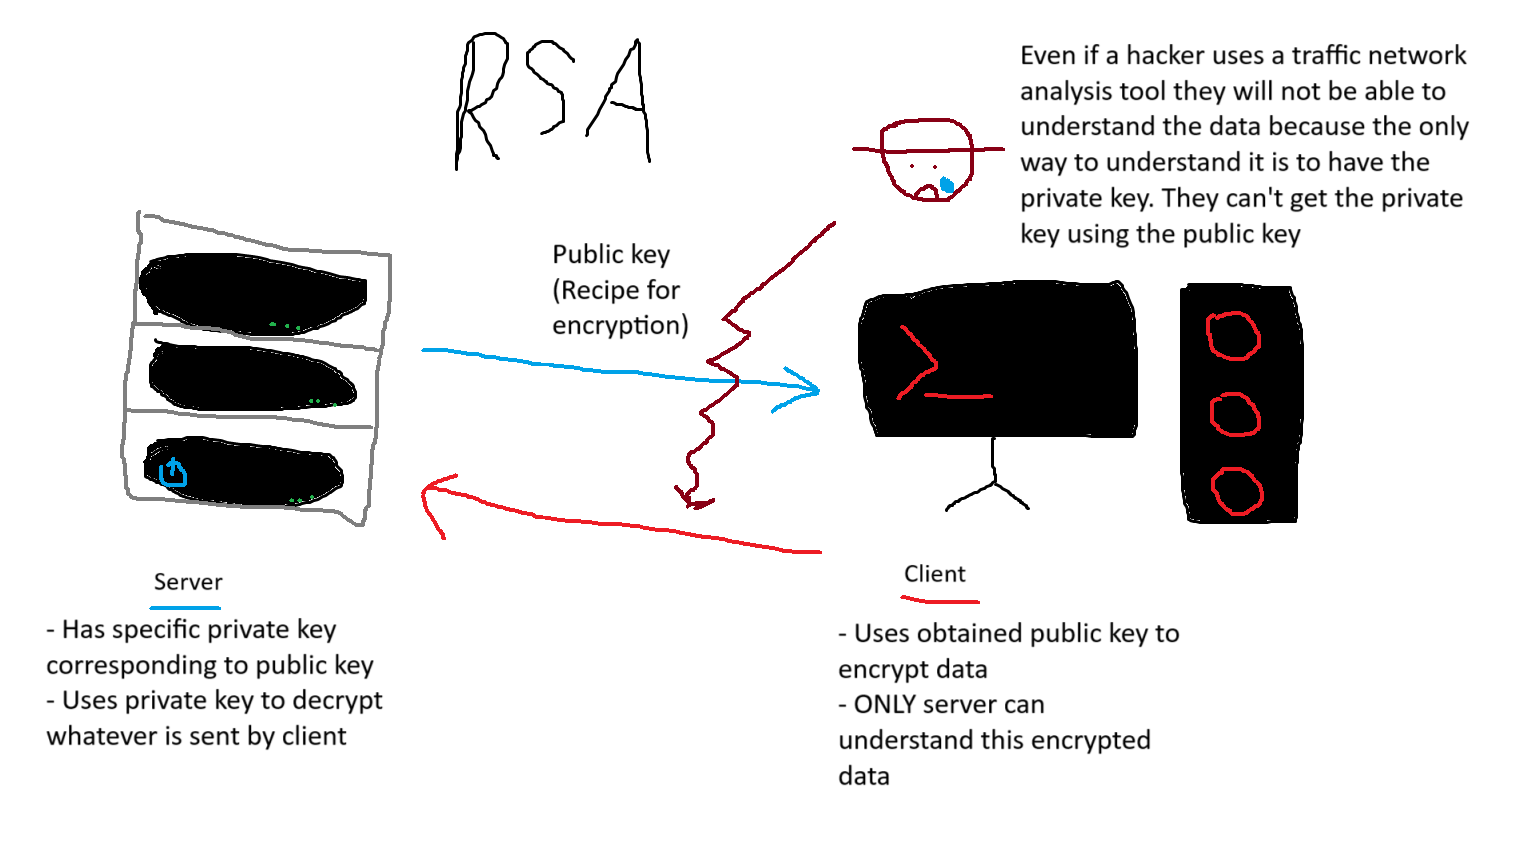 RSA
Even if a hacker uses a traffic network
analysis tool they will not be able to
understand the data because the only
way to understand it is to have the
private key. They can't get the private
key using the public key
Public key
(Recipe for
encryption)
>_
Server
- Has specific private key
corresponding to public key
- Uses private key to decrypt
whatever is sent by client
Client
- Uses obtained public key to
encrypt data
- ONLY server can
understand this encrypted
data